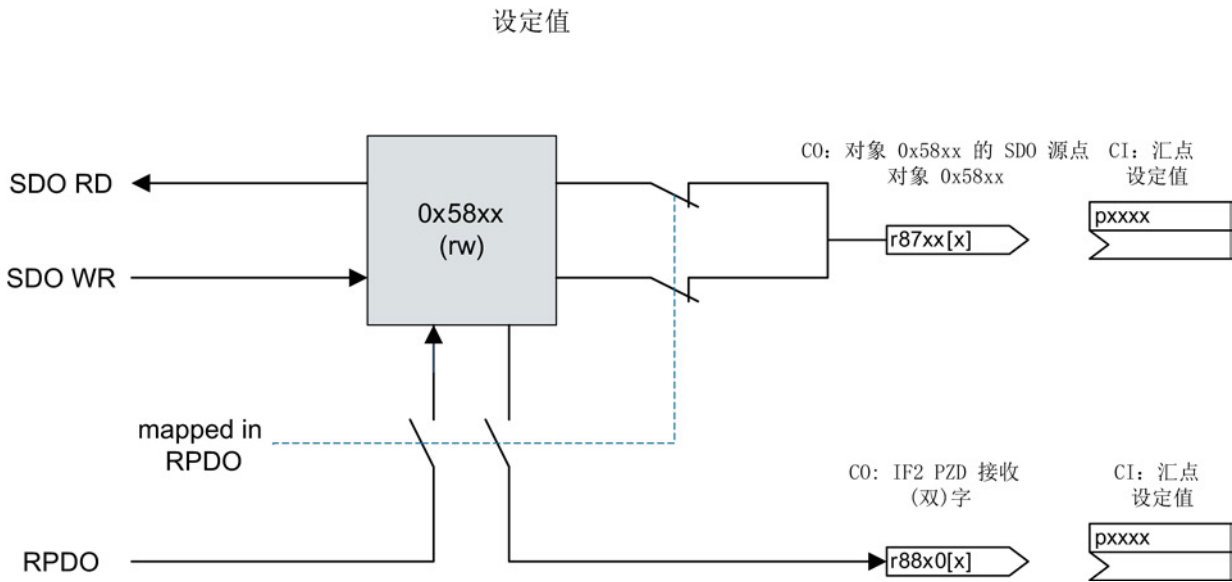 设定值
CO: 对象 0x58xx 的 SDO 源点
对象 0x58xx
CI: 汇点
设定值
SDO RD
0x58xx
(rw)
pxxxx
r87xx[x]
SDO WR
mapped in
RPDO
CO: IF2 PZD 接收
(双)字
CI: 汇点
设定值
pxxxx
RPDO
r88x0[x]